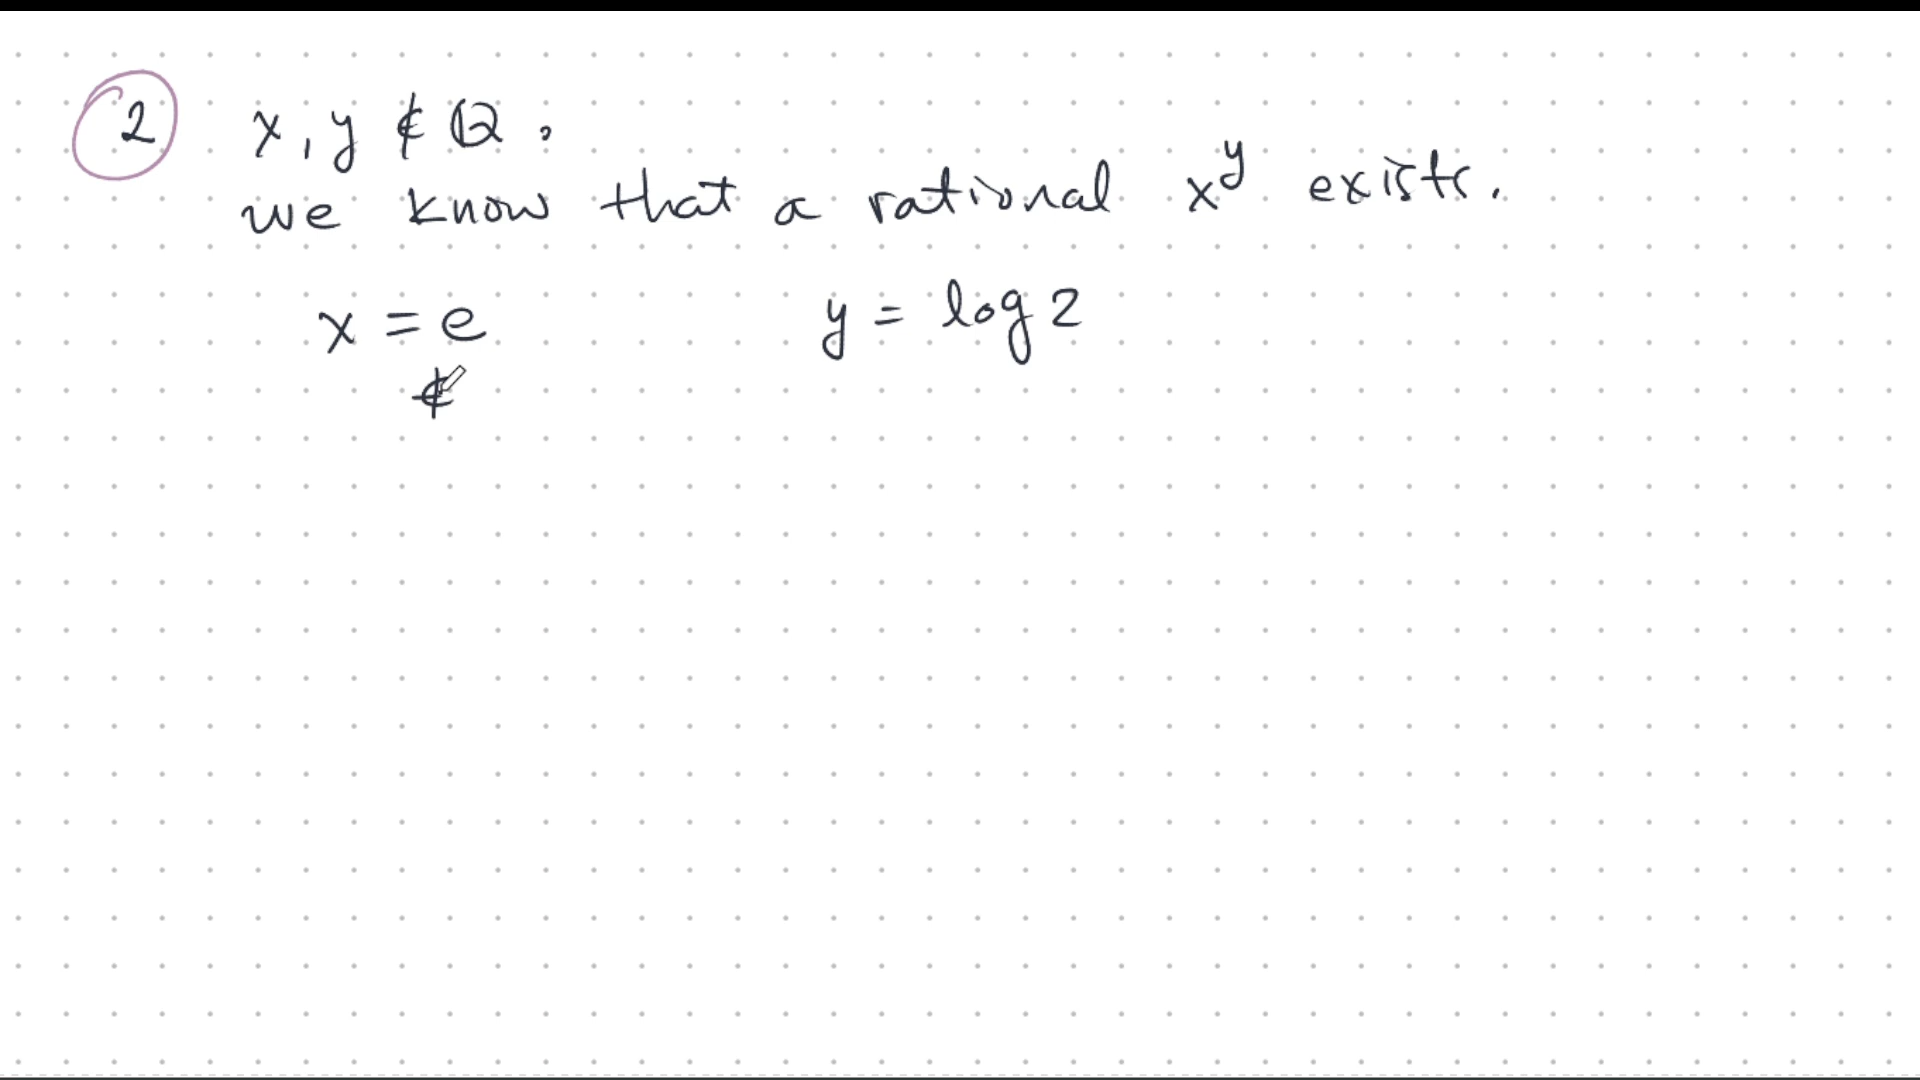 2 x, y ∉ Q.
we know that a rational x^y exists.
x = e y = log 2
∉